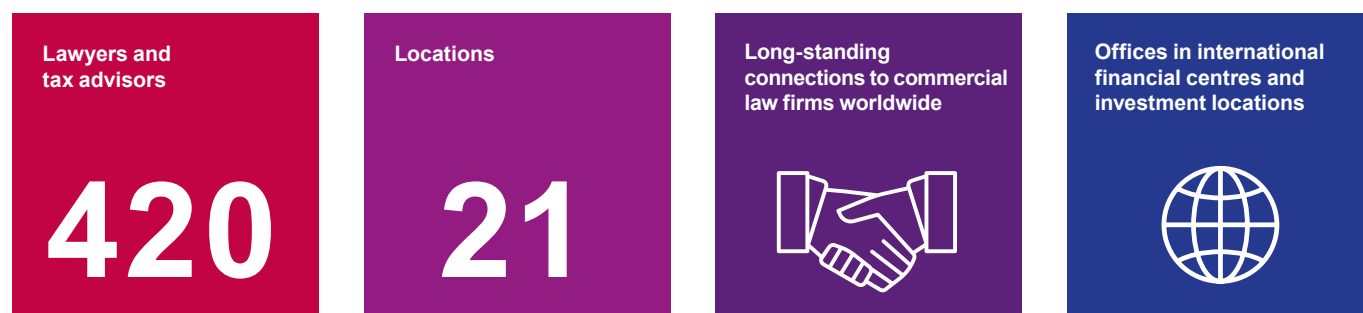 Lawyers and
tax advisors
420
Locations
21
Long-standing
connections to commercial
law firms worldwide
Offices in international
financial centres and
investment locations